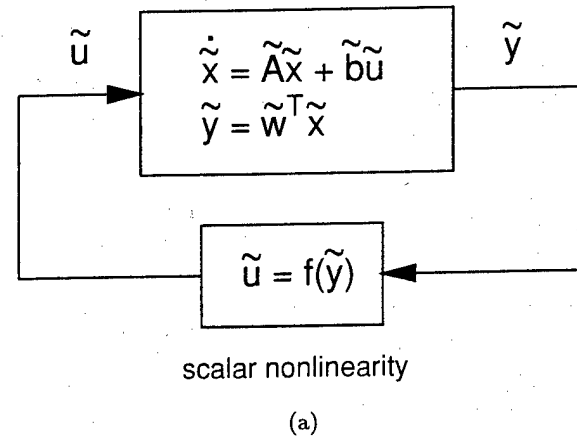 ũ
x̃̇ = Ãx̃ + b̃ũ
ỹ
ỹ = w̃ᵀx̃
ũ = f(ỹ)
scalar nonlinearity
(a)